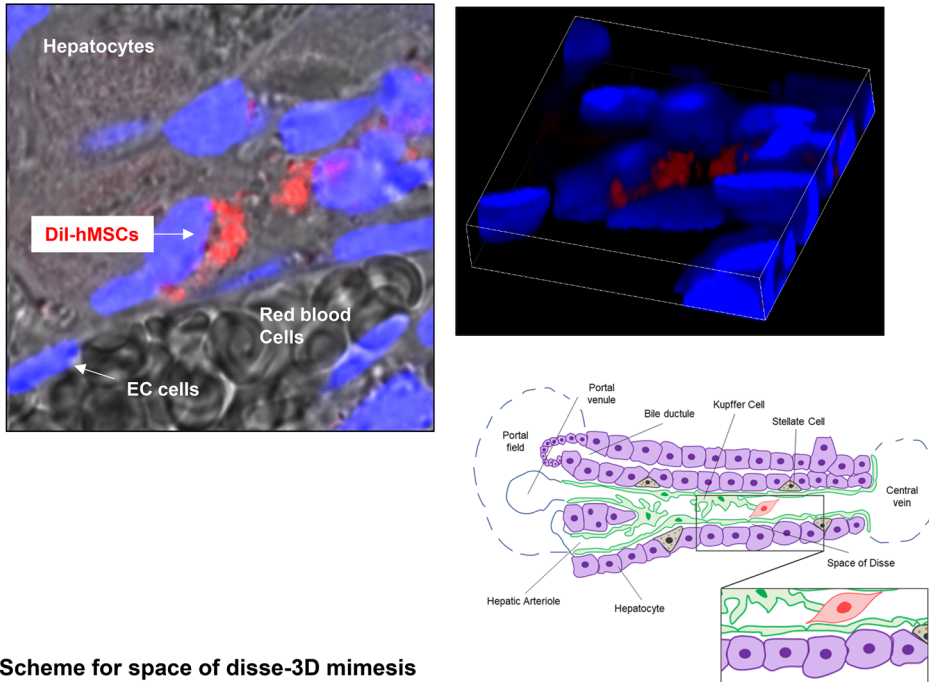 Hepatocytes
DiI-hMSCs
Red blood
Cells
EC cells
Portal
venule
Kupffer Cell
Bile ductule
Stellate Cell
Portal
field
Central
vein
Space of Disse
Hepatic Arteriole
Hepatocyte
Scheme for space of disse-3D mimesis